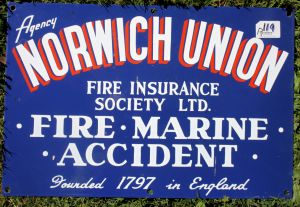 Agency
NORWICH UNION
FIRE INSURANCE
SOCIETY LTD.
· FIRE · MARINE
· ACCIDENT ·
Founded 1797 in England